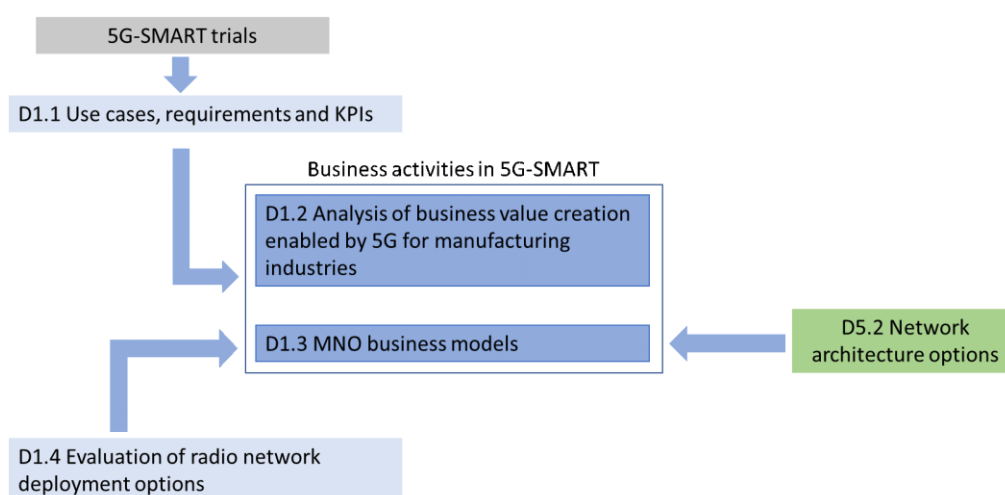 5G-SMART trials
D1.1 Use cases, requirements and KPIs
Business activities in 5G-SMART
D1.2 Analysis of business value creation
enabled by 5G for manufacturing
industries
D1.3 MNO business models
D5.2 Network
architecture options
D1.4 Evaluation of radio network
deployment options